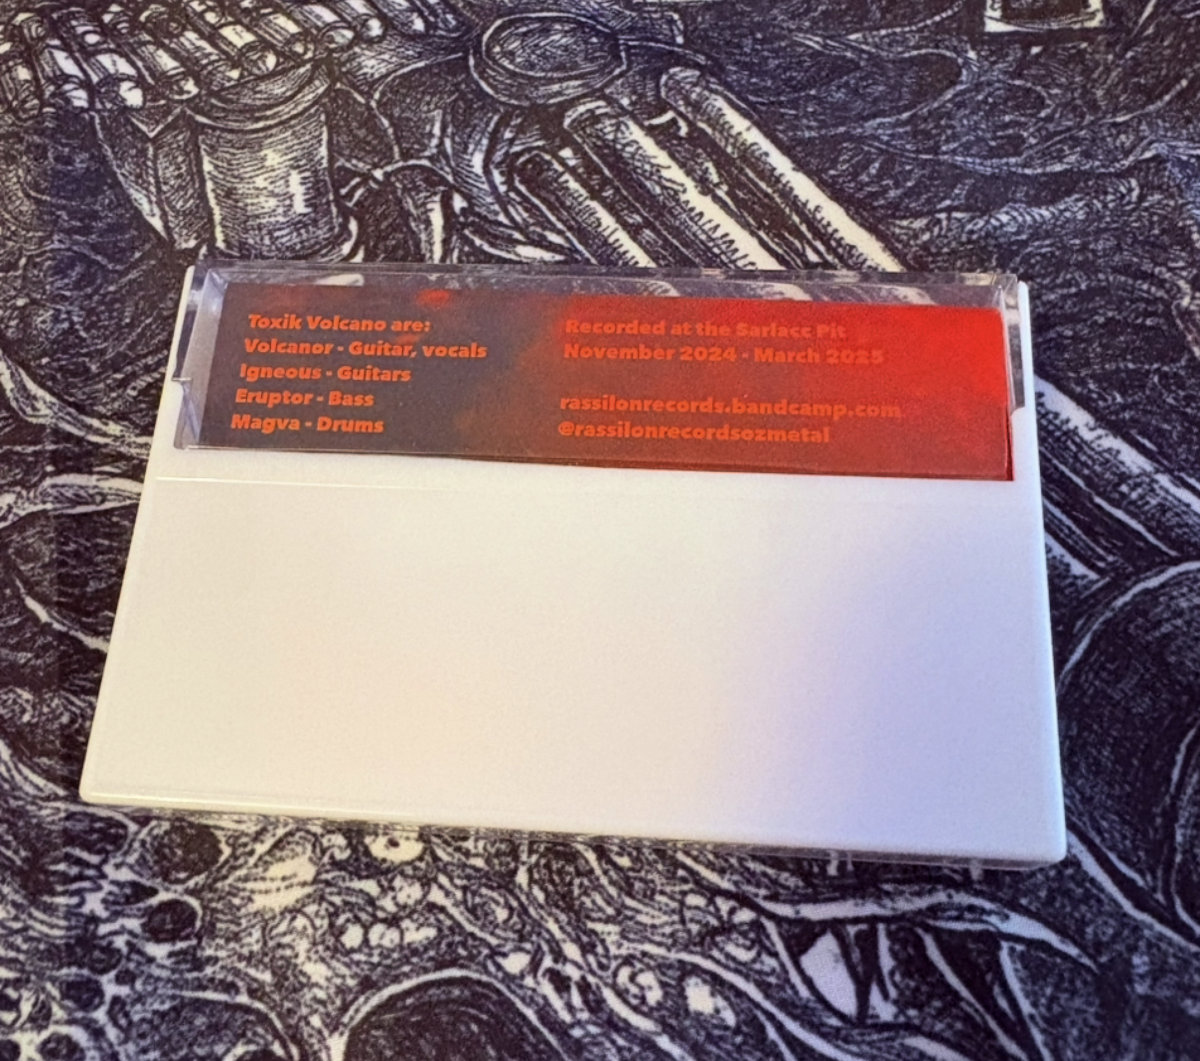 Toxik Volcano are:
Volcanor - Guitar, vocals
Igneous - Guitars
Eruptor - Bass
Magva - Drums
Recorded at the Sarlacc Pit
November 2024 - March 2025
rassilonrecords.bandcamp.com
@rassilonrecordsozmetal